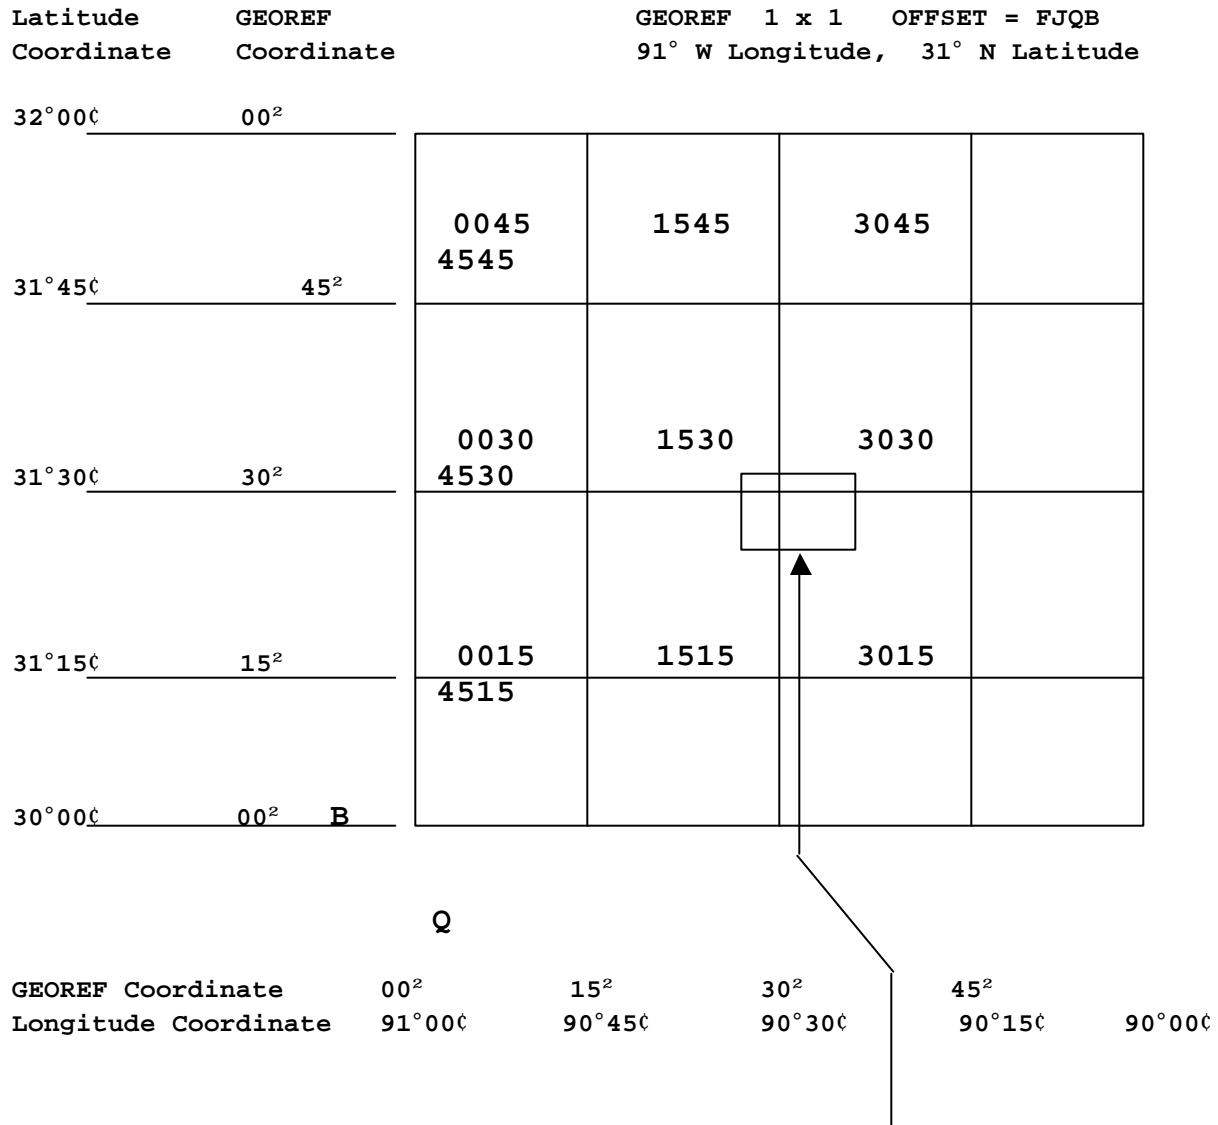 Latitude GEOREF GEOREF 1 x 1 OFFSET = FJQB
Coordinate Coordinate 91° W Longitude, 31° N Latitude
32°00¢ 00²
0045 1545 3045
4545
31°45¢ 45²
0030 1530 3030
31°30¢ 30² 4530
0015 1515 3015
31°15¢ 15²
4515
30°00¢ 00² B
Q
GEOREF Coordinate 00² 15² 30² 45²
Longitude Coordinate 91°00¢ 90°45¢ 90°30¢ 90°15¢ 90°00¢